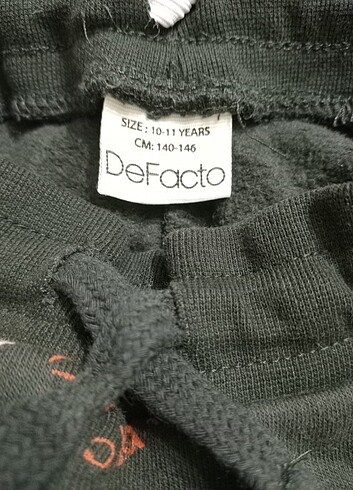 SIZE : 10-11 YEARS
CM: 140-146
DeFacto